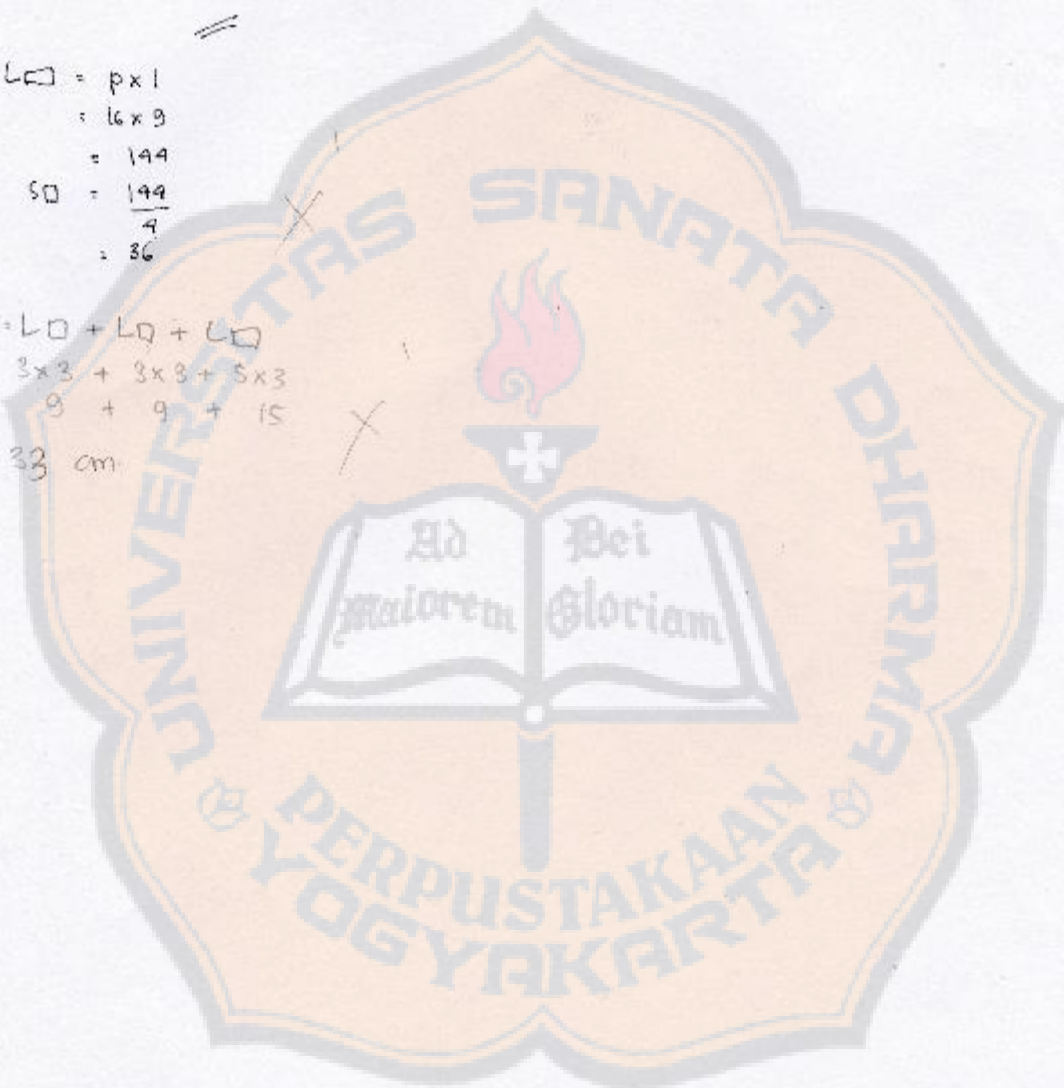 L▭ = p x l
= 16 x 9
= 144
S□ = 144
4
= 36
= L□ + L□ + L▭
3x3 + 3x3 + 5x3
9 + 9 + 15
33 cm
UNIVERSITAS SANATA DHARMA
Ad Dei
Maiorem Gloriam
PERPUSTAKAAN
YOGYAKARTA